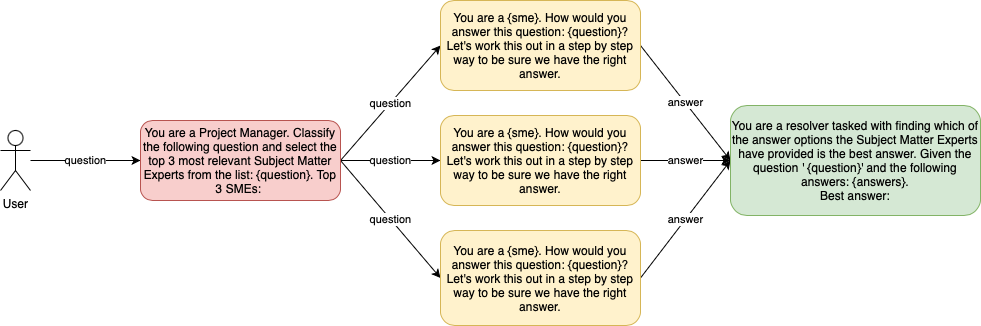 User
question
You are a Project Manager. Classify
the following question and select the
top 3 most relevant Subject Matter
Experts from the list: {question}. Top
3 SMEs:
question
question
question
You are a {sme}. How would you
answer this question: {question}?
Let's work this out in a step by step
way to be sure we have the right
answer.
You are a {sme}. How would you
answer this question: {question}?
Let's work this out in a step by step
way to be sure we have the right
answer.
You are a {sme}. How would you
answer this question: {question}?
Let's work this out in a step by step
way to be sure we have the right
answer.
answer
answer
answer
You are a resolver tasked with finding which of
the answer options the Subject Matter Experts
have provided is the best answer. Given the
question ' {question}' and the following
answers: {answers}.
Best answer: